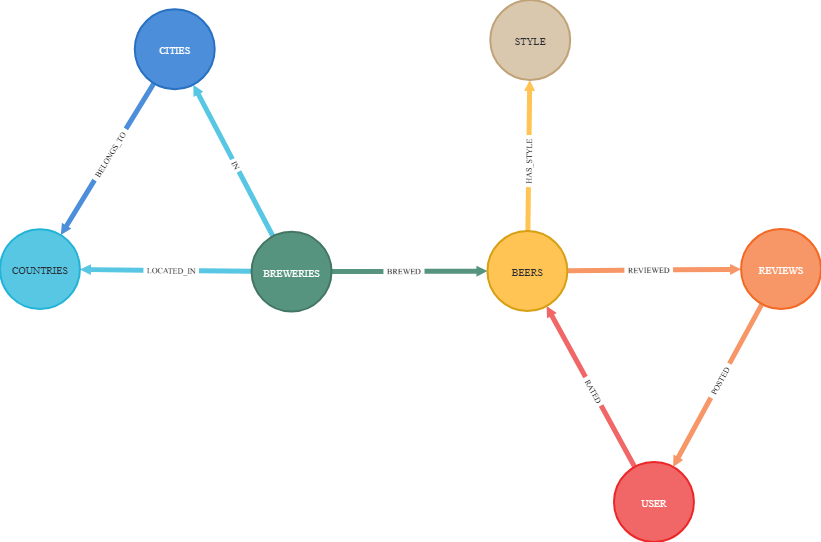 CITIES
STYLE
BELONGS_TO
IN
HAS_STYLE
COUNTRIES
LOCATED_IN
BREWERIES
BREWED
BEERS
REVIEWED
REVIEWS
RATED
POSTED
USER